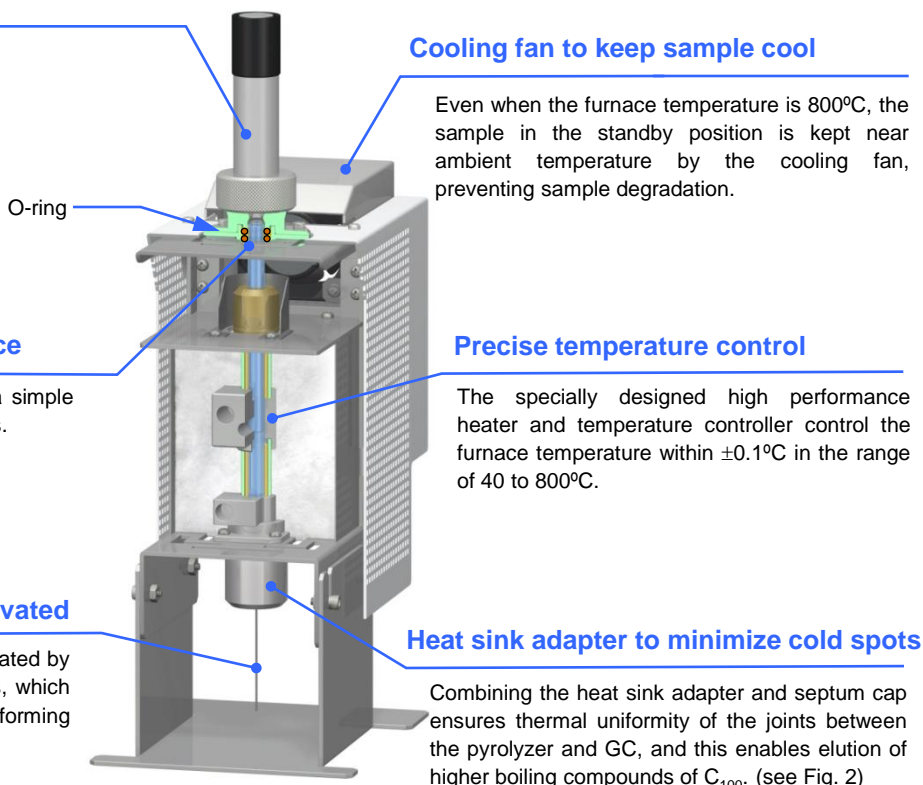 Cooling fan to keep sample cool
Even when the furnace temperature is 800ºC, the
sample in the standby position is kept near
ambient temperature by the cooling fan,
preventing sample degradation.
O-ring
simple
Precise temperature control
The specially designed high performance
heater and temperature controller control the
furnace temperature within ±0.1ºC in the range
of 40 to 800ºC.
by
which
Heat sink adapter to minimize cold spots
Combining the heat sink adapter and septum cap
ensures thermal uniformity of the joints between
the pyrolyzer and GC, and this enables elution of
higher boiling compounds of C₁₀₀. (see Fig. 2)